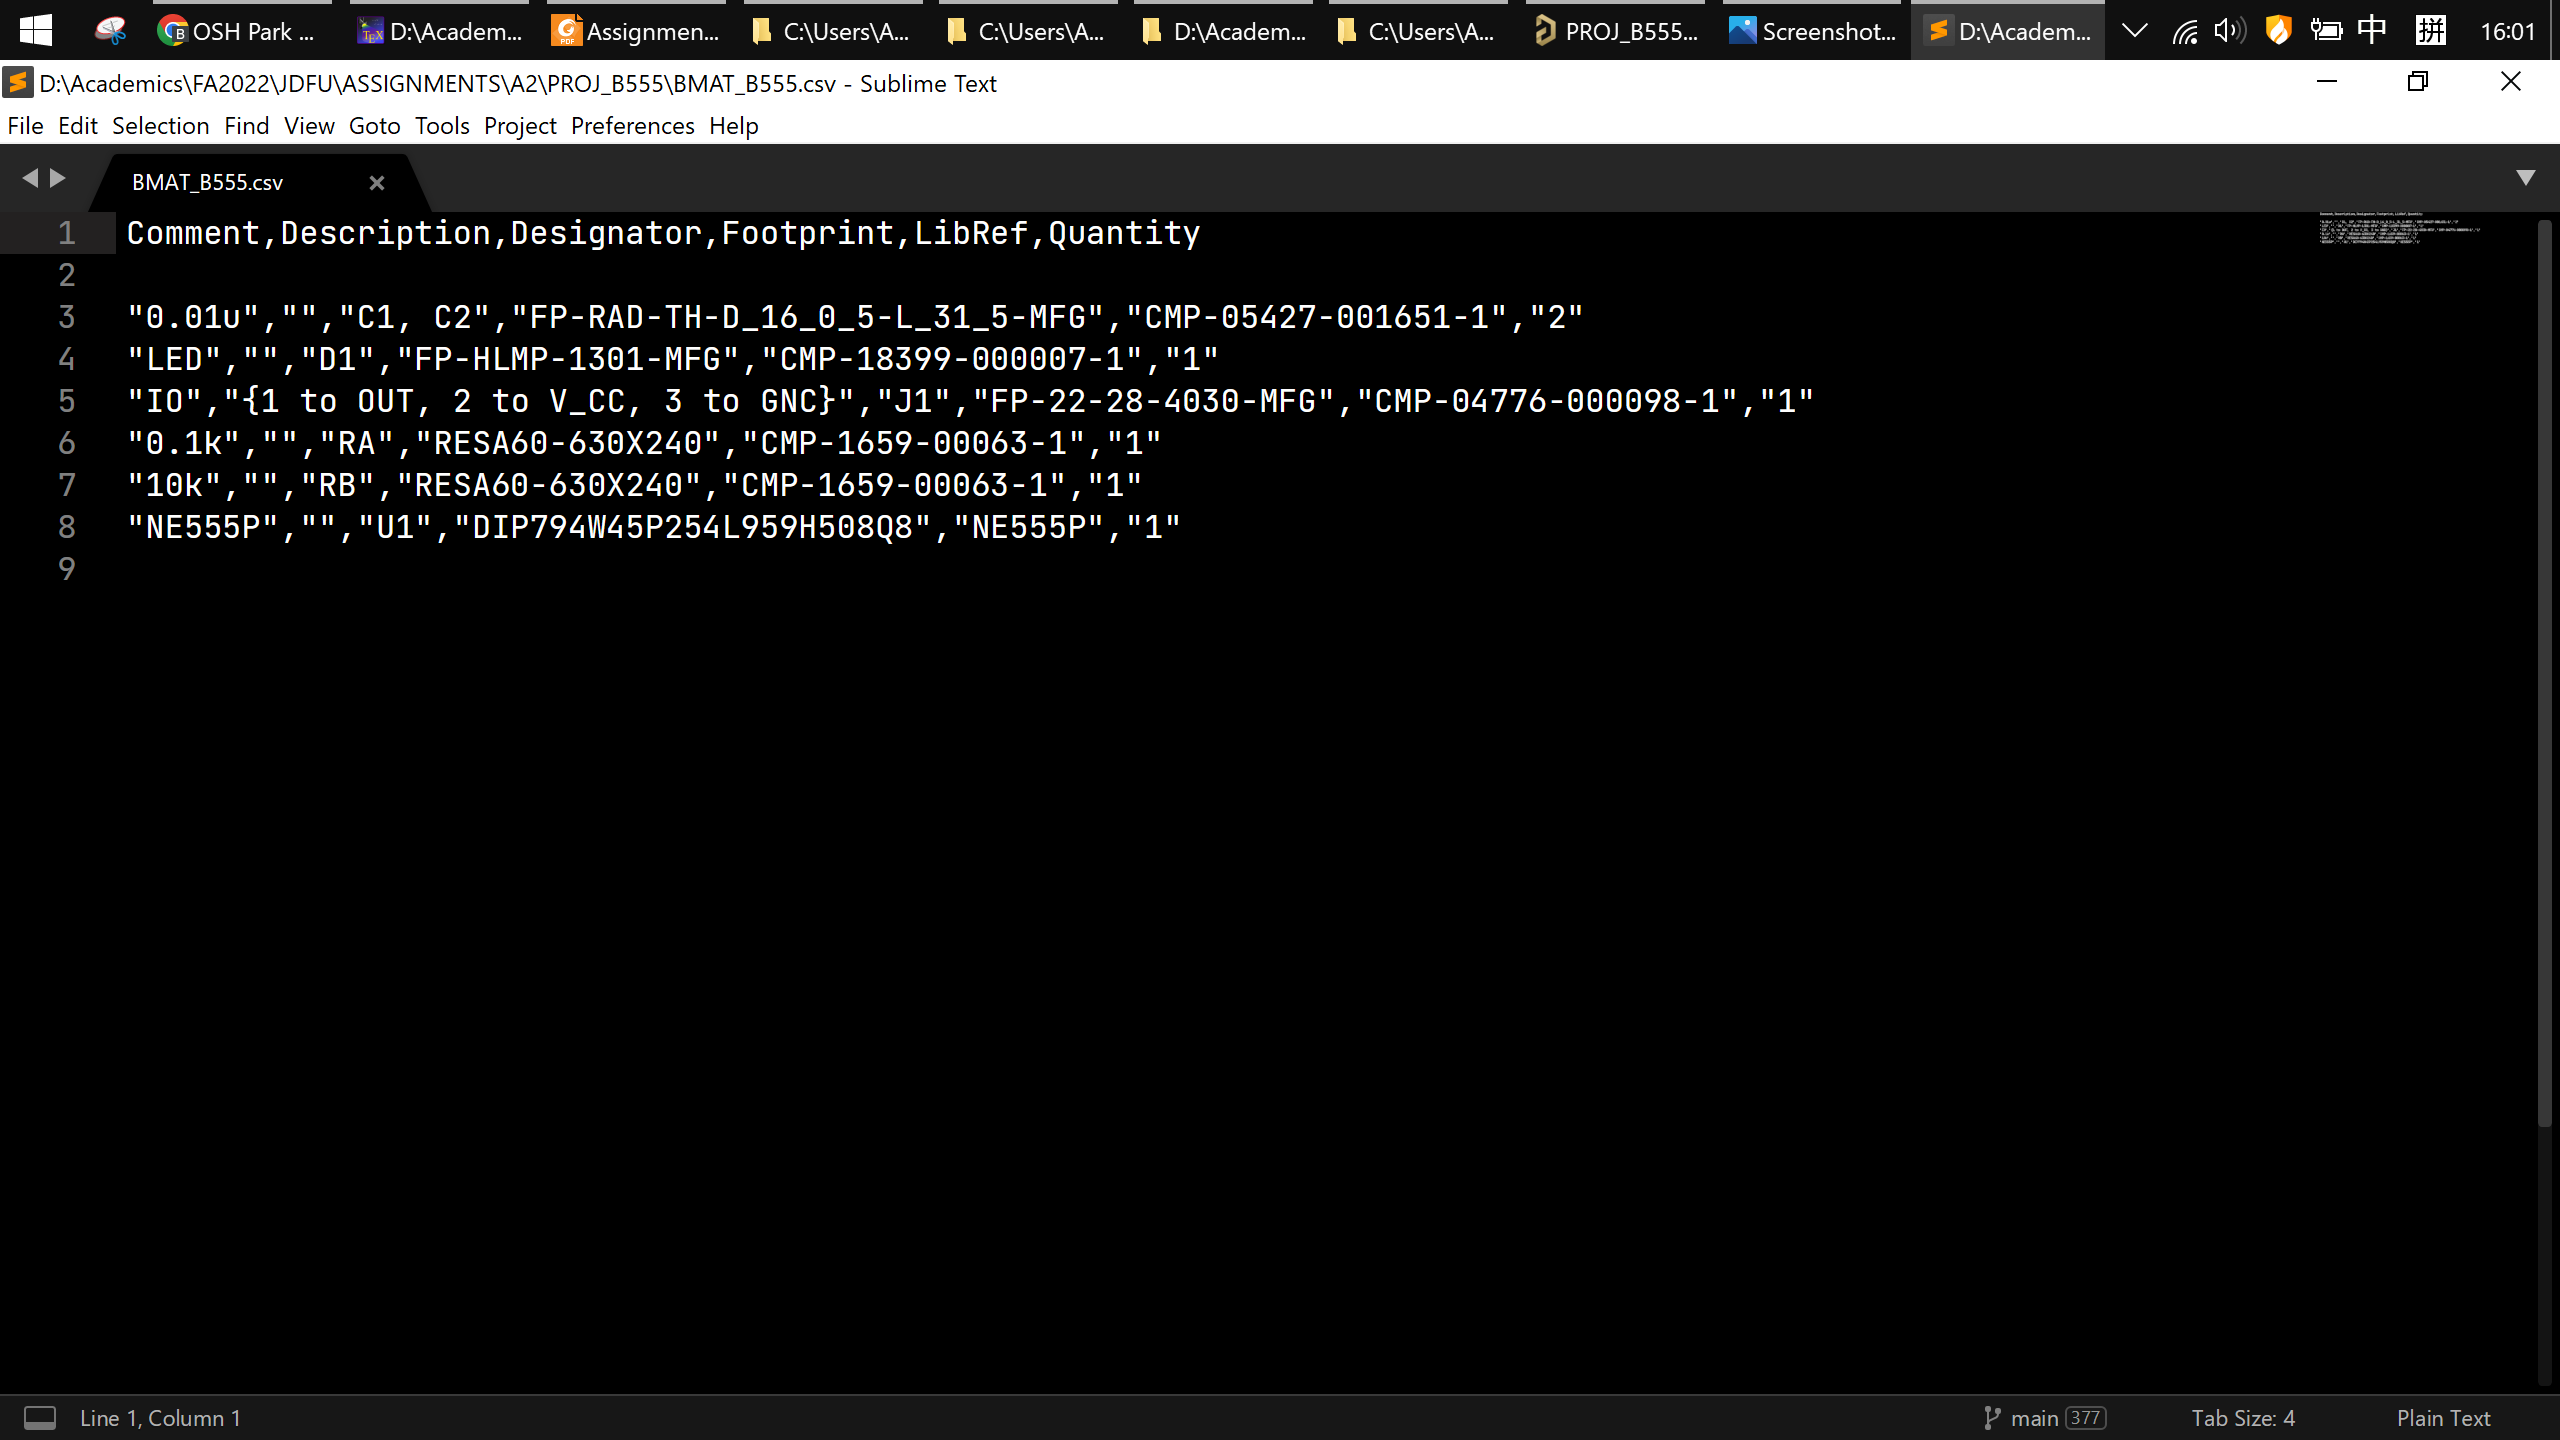 OSH Park ... D:\Academ... Assignmen... C:\Users\A... C:\Users\A... D:\Academ... C:\Users\A... PROJ_B555... Screenshot... D:\Academ... 中 拼 16:01
D:\Academics\FA2022\JDFU\ASSIGNMENTS\A2\PROJ_B555\BMAT_B555.csv - Sublime Text
File Edit Selection Find View Goto Tools Project Preferences Help
BMAT_B555.csv
1 Comment,Description,Designator,Footprint,LibRef,Quantity
2
3 "0.01u","","C1, C2","FP-RAD-TH-D_16_0_5-L_31_5-MFG","CMP-05427-001651-1","2"
4 "LED","","D1","FP-HLMP-1301-MFG","CMP-18399-000007-1","1"
5 "IO","{1 to OUT, 2 to V_CC, 3 to GNC}","J1","FP-22-28-4030-MFG","CMP-04776-000098-1","1"
6 "0.1k","","RA","RESA60-630X240","CMP-1659-00063-1","1"
7 "10k","","RB","RESA60-630X240","CMP-1659-00063-1","1"
8 "NE555P","","U1","DIP794W45P254L959H508Q8","NE555P","1"
9
Line 1, Column 1 main 377 Tab Size: 4 Plain Text